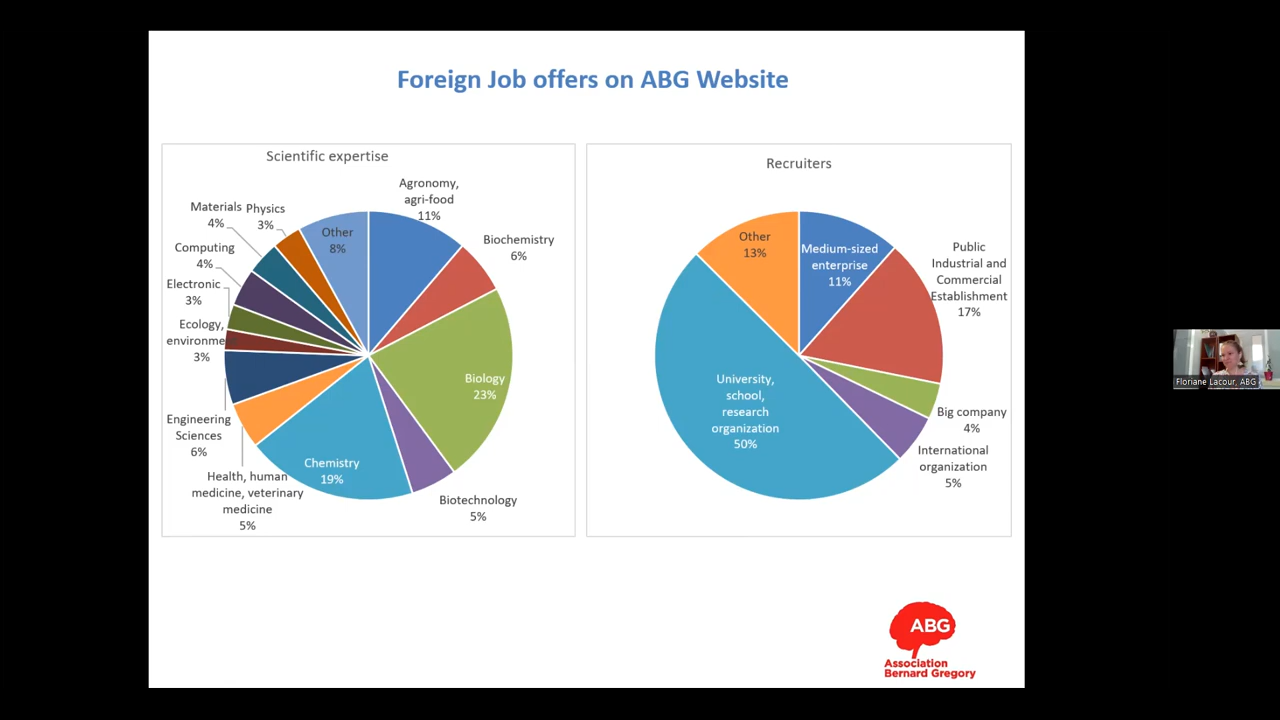 Foreign Job offers on ABG Website
Scientific expertise
Agronomy,
agri-food
11%
Biochemistry
6%
Biology
23%
Biotechnology
5%
Chemistry
19%
Health, human
medicine, veterinary
medicine
5%
Engineering
Sciences
6%
Ecology,
environme
3%
Electronic
3%
Computing
4%
Materials
4%
Physics
3%
Other
8%
Recruiters
Medium-sized
enterprise
11%
Public
Industrial and
Commercial
Establishment
17%
Big company
4%
International
organization
5%
University,
school,
research
organization
50%
Other
13%
ABG
Association
Bernard Gregory
Floriane Lacour, ABG